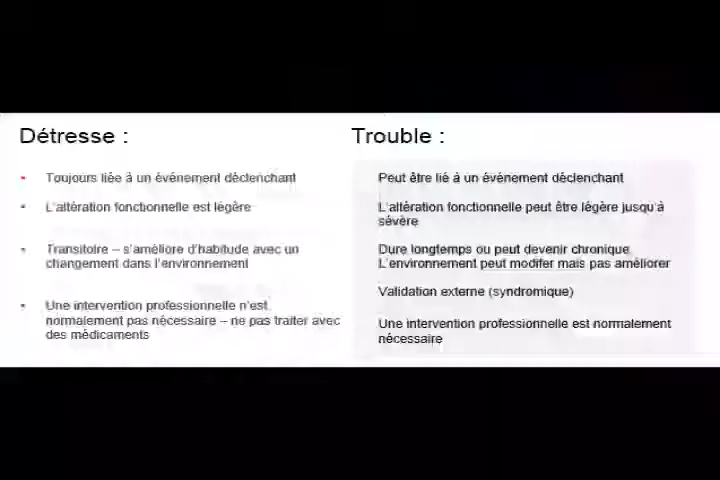 Détresse :
Toujours liée à un événement déclenchant
L'altération fonctionnelle est légère
Transitoire – s'améliore d'habitude avec un
changement dans l'environnement
Une intervention professionnelle n'est
normalement pas nécessaire – ne pas traiter avec
des médicaments
Trouble :
Peut être lié à un événement déclenchant
L'altération fonctionnelle peut être légère jusqu'à
sévère
Dure longtemps ou peut devenir chronique
L'environnement peut modifer mais pas améliorer
Validation externe (syndromique)
Une intervention professionnelle est normalement
nécessaire